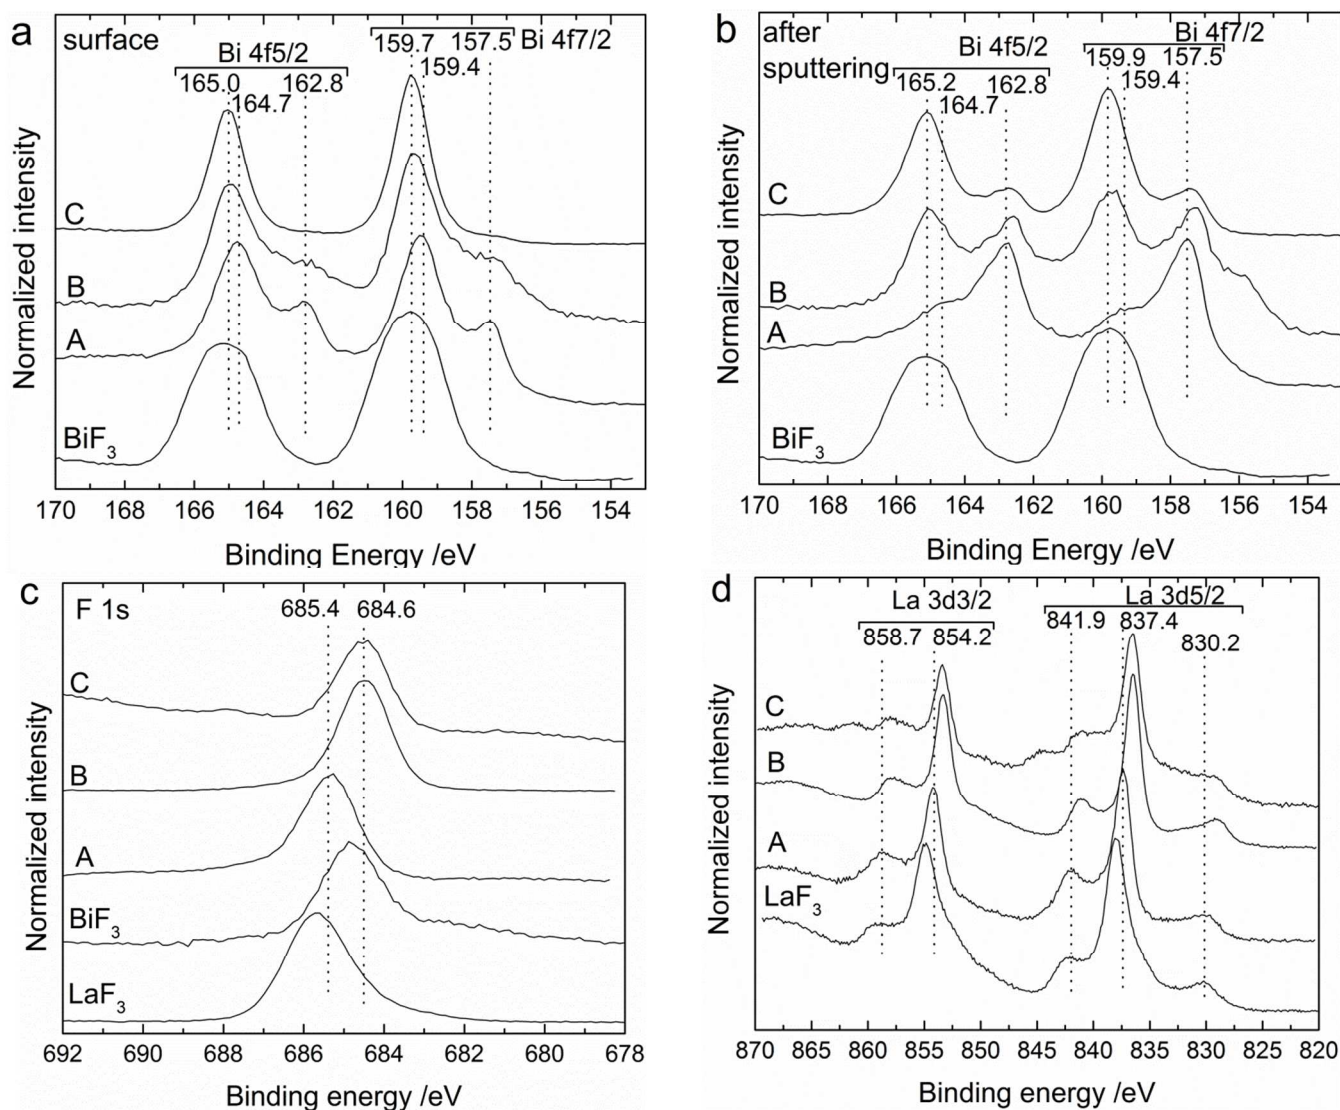 a
surface
Bi 4f5/2
165.0 162.8
164.7
159.7 157.5 Bi 4f7/2
159.4
C
B
A
BiF3
Normalized intensity
170 168 166 164 162 160 158 156 154
Binding Energy /eV
b
after
sputtering
Bi 4f5/2
165.2 162.8
164.7
Bi 4f7/2
159.9 157.5
159.4
C
B
A
BiF3
Normalized intensity
170 168 166 164 162 160 158 156 154
Binding Energy /eV
c
F 1s
685.4 684.6
C
B
A
BiF3
LaF3
Normalized intensity
692 690 688 686 684 682 680 678
Binding energy /eV
d
La 3d3/2
858.7 854.2
La 3d5/2
841.9 837.4
830.2
C
B
A
LaF3
Normalized intensity
870 865 860 855 850 845 840 835 830 825 820
Binding energy /eV